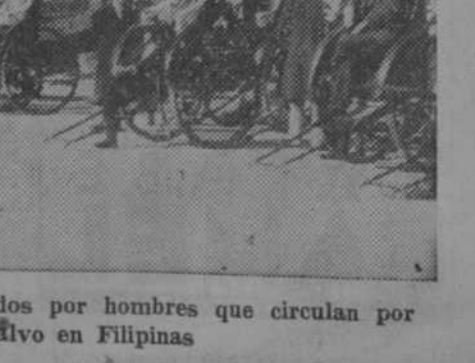 dos por hombres que circulan por
alvo en Filipinas